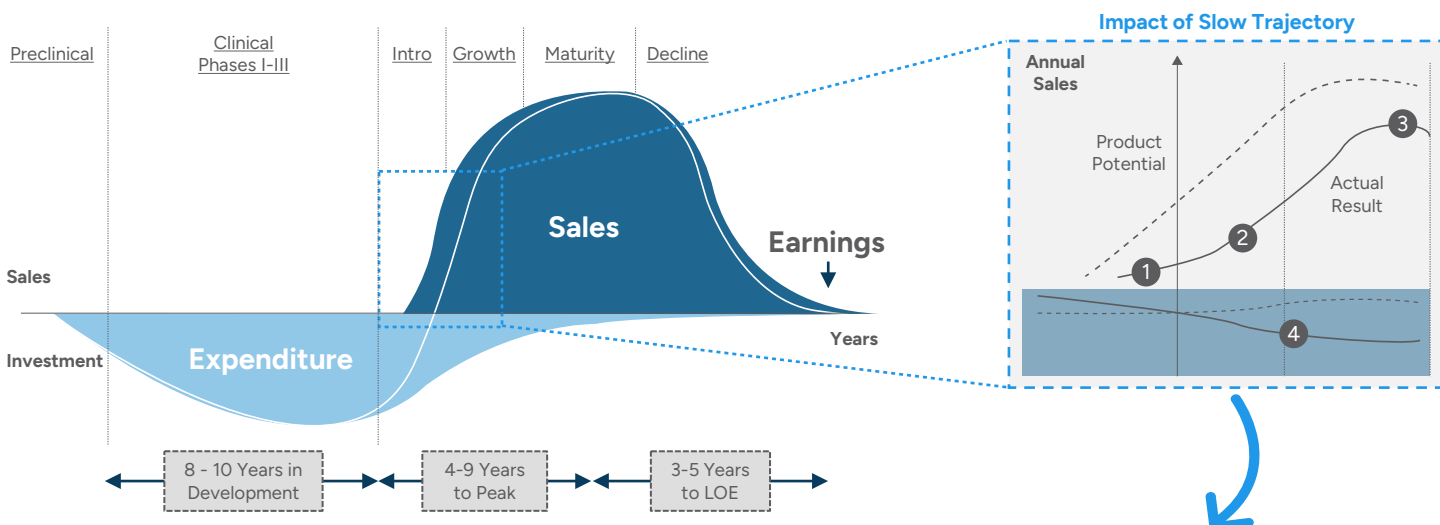 Impact of Slow Trajectory
Preclinical
Clinical
Phases I-III
Intro
Growth
Maturity
Decline
Annual
Sales
Product
Potential
Actual
Result
1
2
3
4
Sales
Earnings
Sales
Years
Investment
Expenditure
8 - 10 Years in
Development
4-9 Years
to Peak
3-5 Years
to LOE